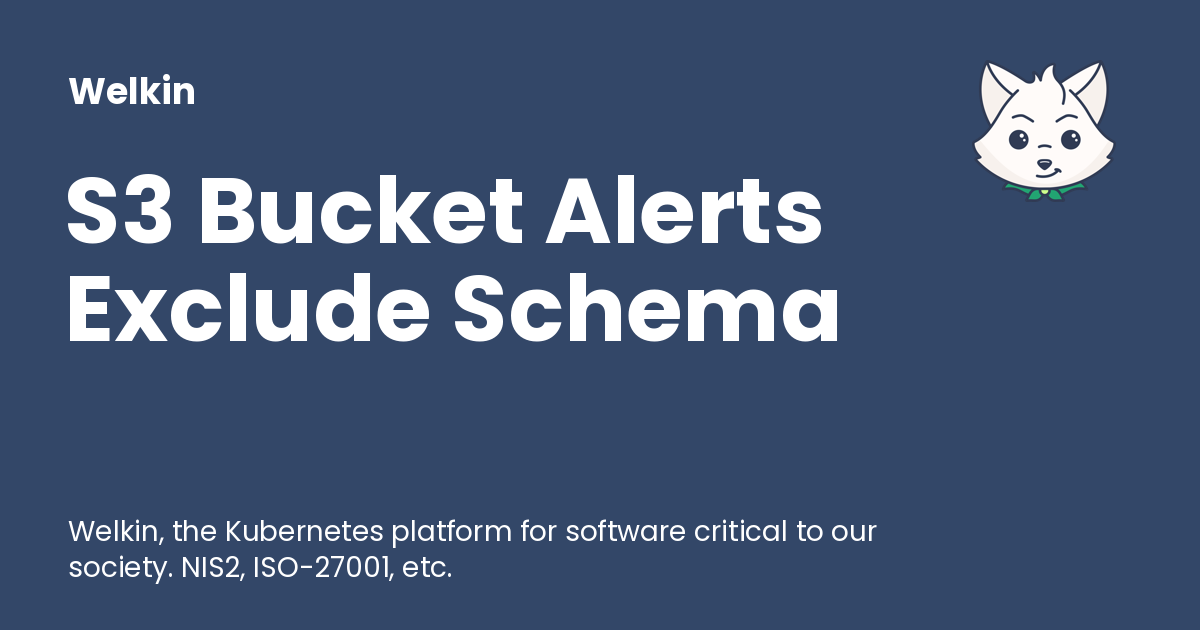 Welkin
S3 Bucket Alerts
Exclude Schema
Welkin, the Kubernetes platform for software critical to our
society. NIS2, ISO-27001, etc.